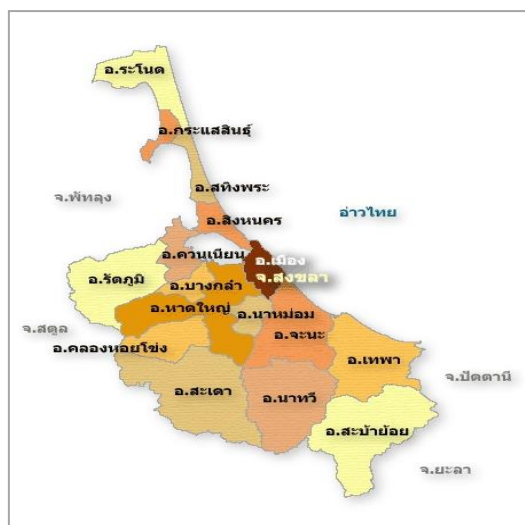 อ.ระโนด
อ.กระแสสินธุ์
อ.สทิงพระ
จ.พัทลุง
อ.สิงหนคร
อ่าวไทย
อ.ควนเนียน
อ.เมือง
จ.สงขลา
อ.รัตภูมิ
อ.บางกล่ำ
อ.หาดใหญ่
อ.นาหม่อม
จ.สตูล
อ.จะนะ
อ.คลองหอยโข่ง
อ.เทพา
จ.ปัตตานี
อ.สะเดา
อ.นาทวี
อ.สะบ้าย้อย
จ.ยะลา